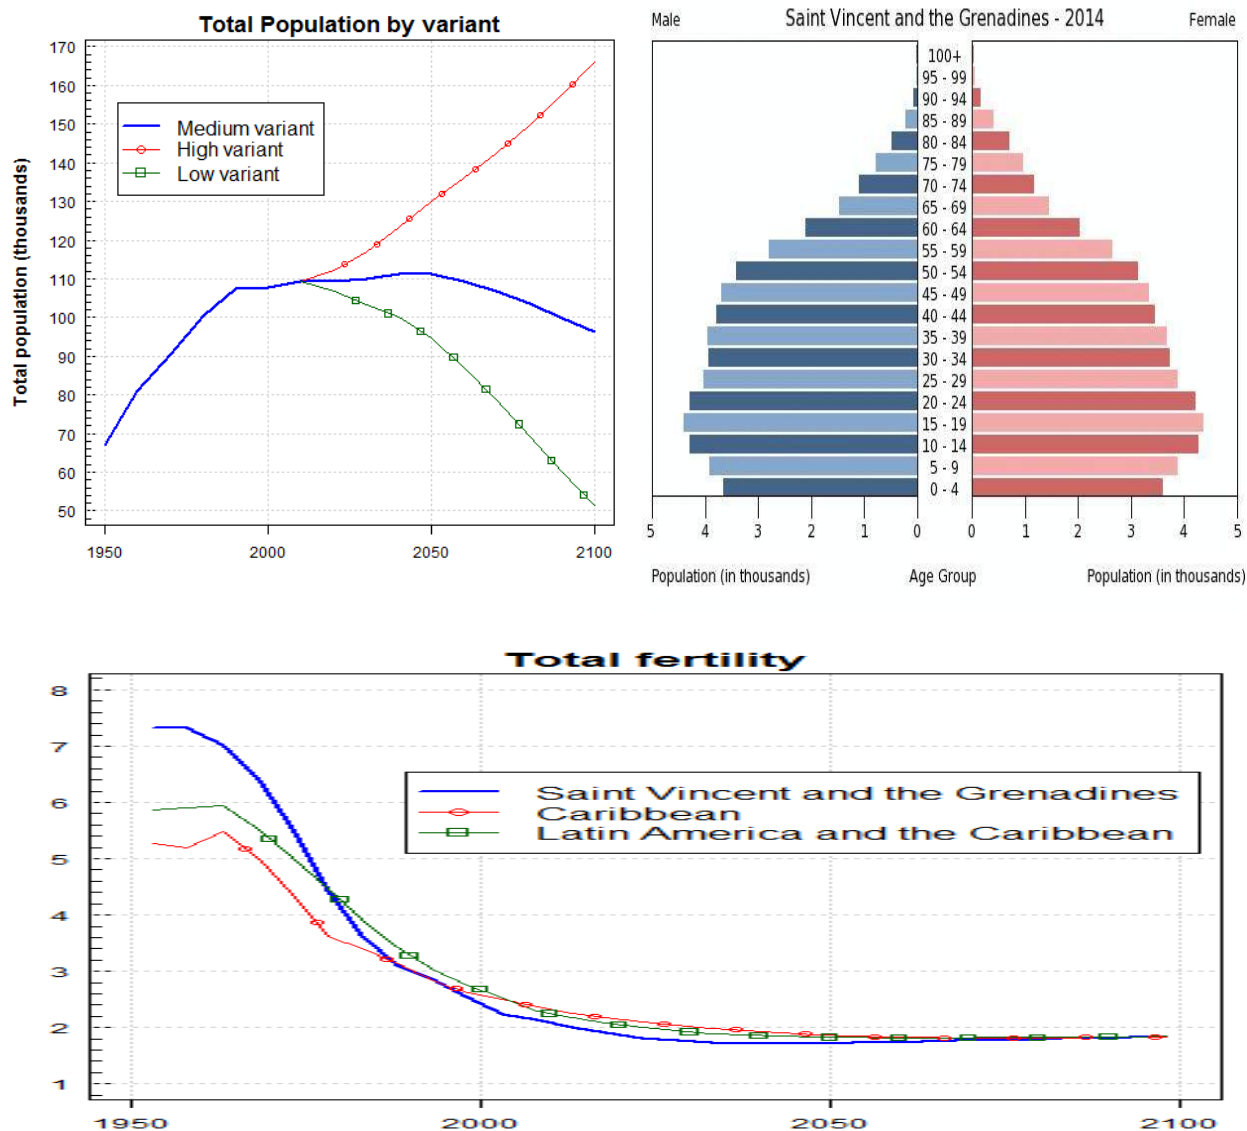 Total Population by variant
Total population (thousands)
170
160
150
140
130
120
110
100
90
80
70
60
50
Medium variant
High variant
Low variant
1950 2000 2050 2100
Male Saint Vincent and the Grenadines - 2014 Female
100+
95 - 99
90 - 94
85 - 89
80 - 84
75 - 79
70 - 74
65 - 69
60 - 64
55 - 59
50 - 54
45 - 49
40 - 44
35 - 39
30 - 34
25 - 29
20 - 24
15 - 19
10 - 14
5 - 9
0 - 4
5 4 3 2 1 0 0 1 2 3 4 5
Population (in thousands) Age Group Population (in thousands)
Total fertility
8
7
6
5
4
3
2
1
Saint Vincent and the Grenadines
Caribbean
Latin America and the Caribbean
1950 2000 2050 2100